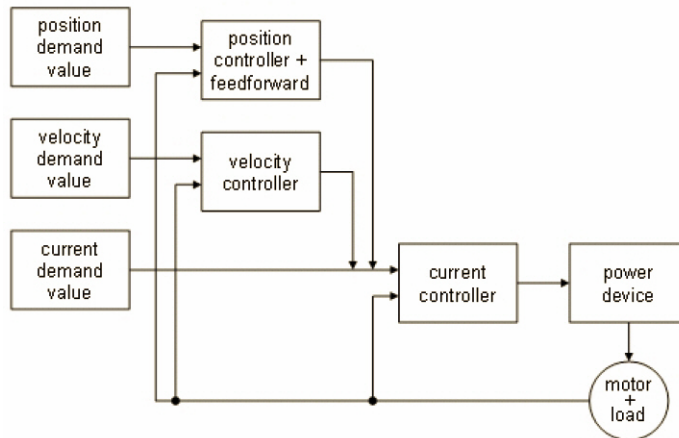 position
demand
value
position
controller +
feedforward
velocity
demand
value
velocity
controller
current
demand
value
current
controller
power
device
motor
+
load